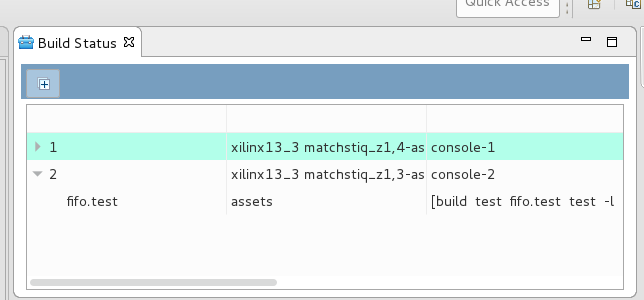 Quick Access
Build Status
1 xilinx13_3 matchstiq_z1,4-as console-1
2 xilinx13_3 matchstiq_z1,3-as console-2
fifo.test assets [build test fifo.test test -l